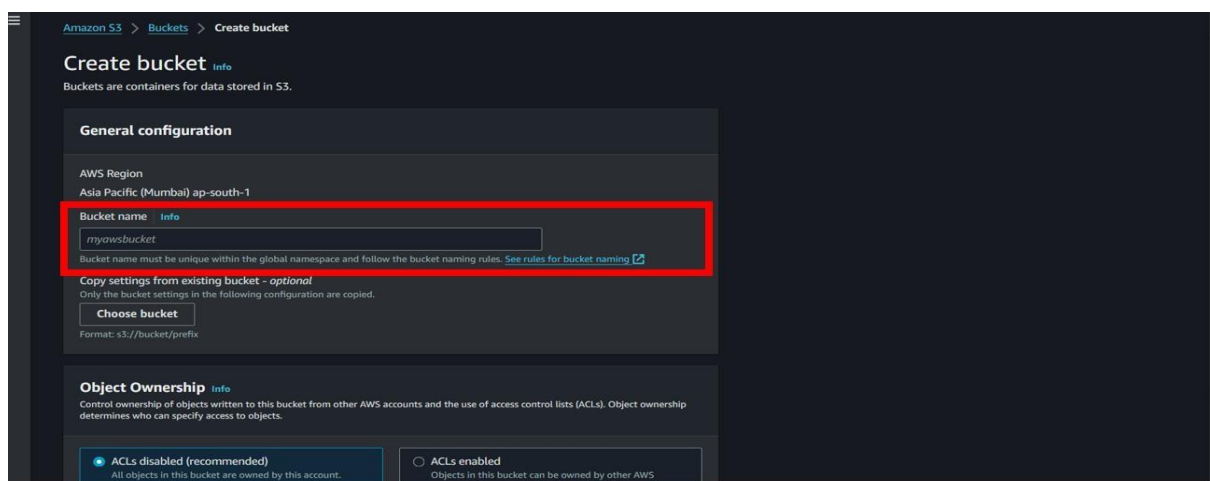 Amazon S3 > Buckets > Create bucket
Create bucket Info
Buckets are containers for data stored in S3.
General configuration
AWS Region
Asia Pacific (Mumbai) ap-south-1
Bucket name Info
myawsbucket
Bucket name must be unique within the global namespace and follow the bucket naming rules. See rules for bucket naming
Copy settings from existing bucket - optional
Only the bucket settings in the following configuration are copied.
Choose bucket
Format: s3://bucket/prefix
Object Ownership Info
Control ownership of objects written to this bucket from other AWS accounts and the use of access control lists (ACLs). Object ownership
determines who can specify access to objects.
ACLs disabled (recommended)
All objects in this bucket are owned by this account.
ACLs enabled
Objects in this bucket can be owned by other AWS